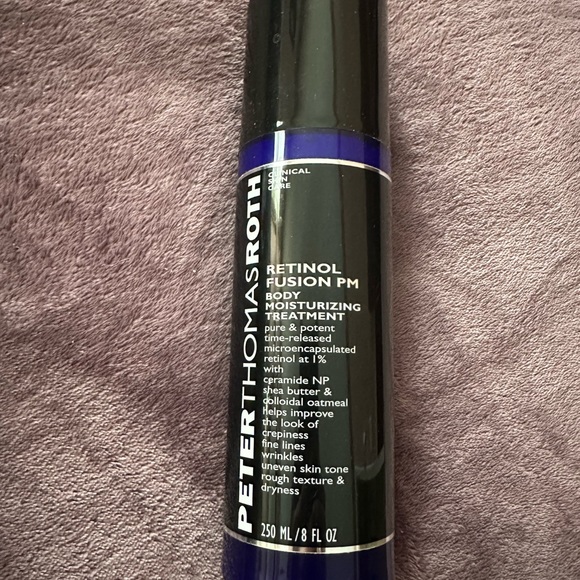 PETERTHOMASROTH
CLINICAL
SKIN
CARE
RETINOL
FUSION PM
BODY
MOISTURIZING
TREATMENT
pure & potent
time-released
microencapsulated
retinol at 1%
with
ceramide NP
shea butter &
colloidal oatmeal
helps improve
the look of
crepiness
fine lines
wrinkles
uneven skin tone
rough texture &
dryness
250 ML/8 FL OZ